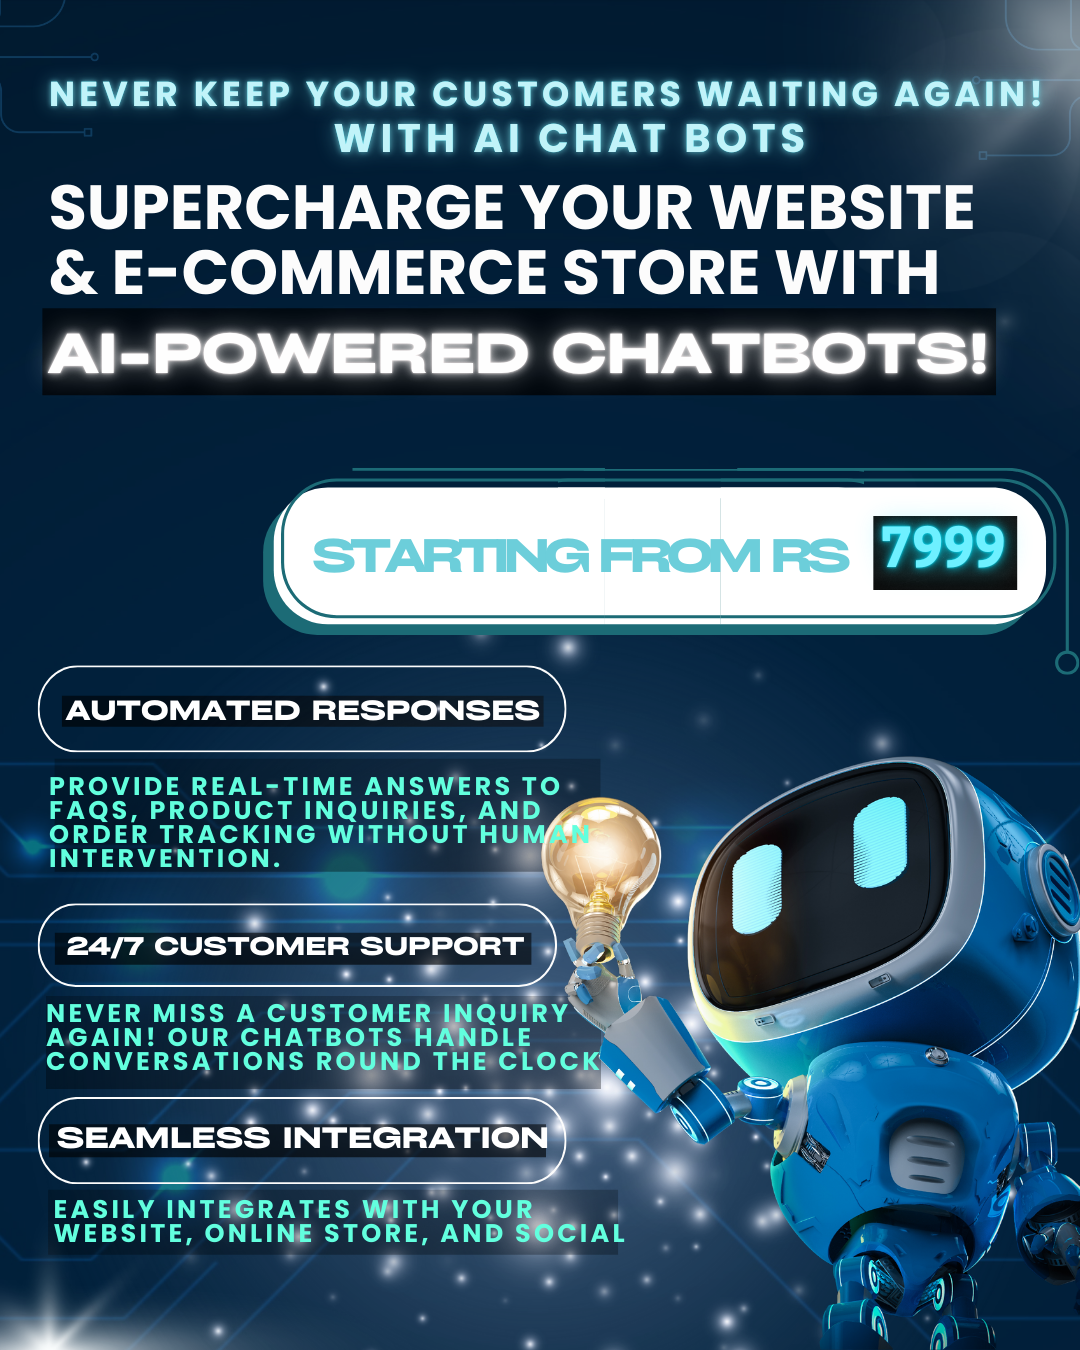 NEVER KEEP YOUR CUSTOMERS WAITING AGAIN!
WITH AI CHAT BOTS
SUPERCHARGE YOUR WEBSITE
& E-COMMERCE STORE WITH
AI-POWERED CHATBOTS!
STARTING FROM RS 7999
AUTOMATED RESPONSES
PROVIDE REAL-TIME ANSWERS TO
FAQS, PRODUCT INQUIRIES, AND
ORDER TRACKING WITHOUT HUMAN
INTERVENTION.
24/7 CUSTOMER SUPPORT
NEVER MISS A CUSTOMER INQUIRY
AGAIN! OUR CHATBOTS HANDLE
CONVERSATIONS ROUND THE CLOCK
SEAMLESS INTEGRATION
EASILY INTEGRATES WITH YOUR
WEBSITE, ONLINE STORE, AND SOCIAL